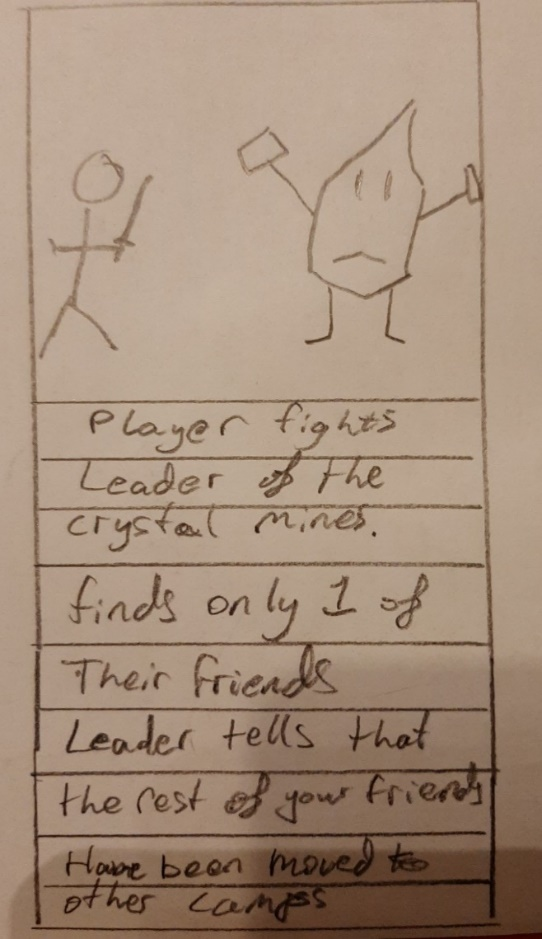 Player fights
Leader of the
crystal mines.
finds only 1 of
Their friends
Leader tells that
the rest of your friends
Have been moved to
other camps